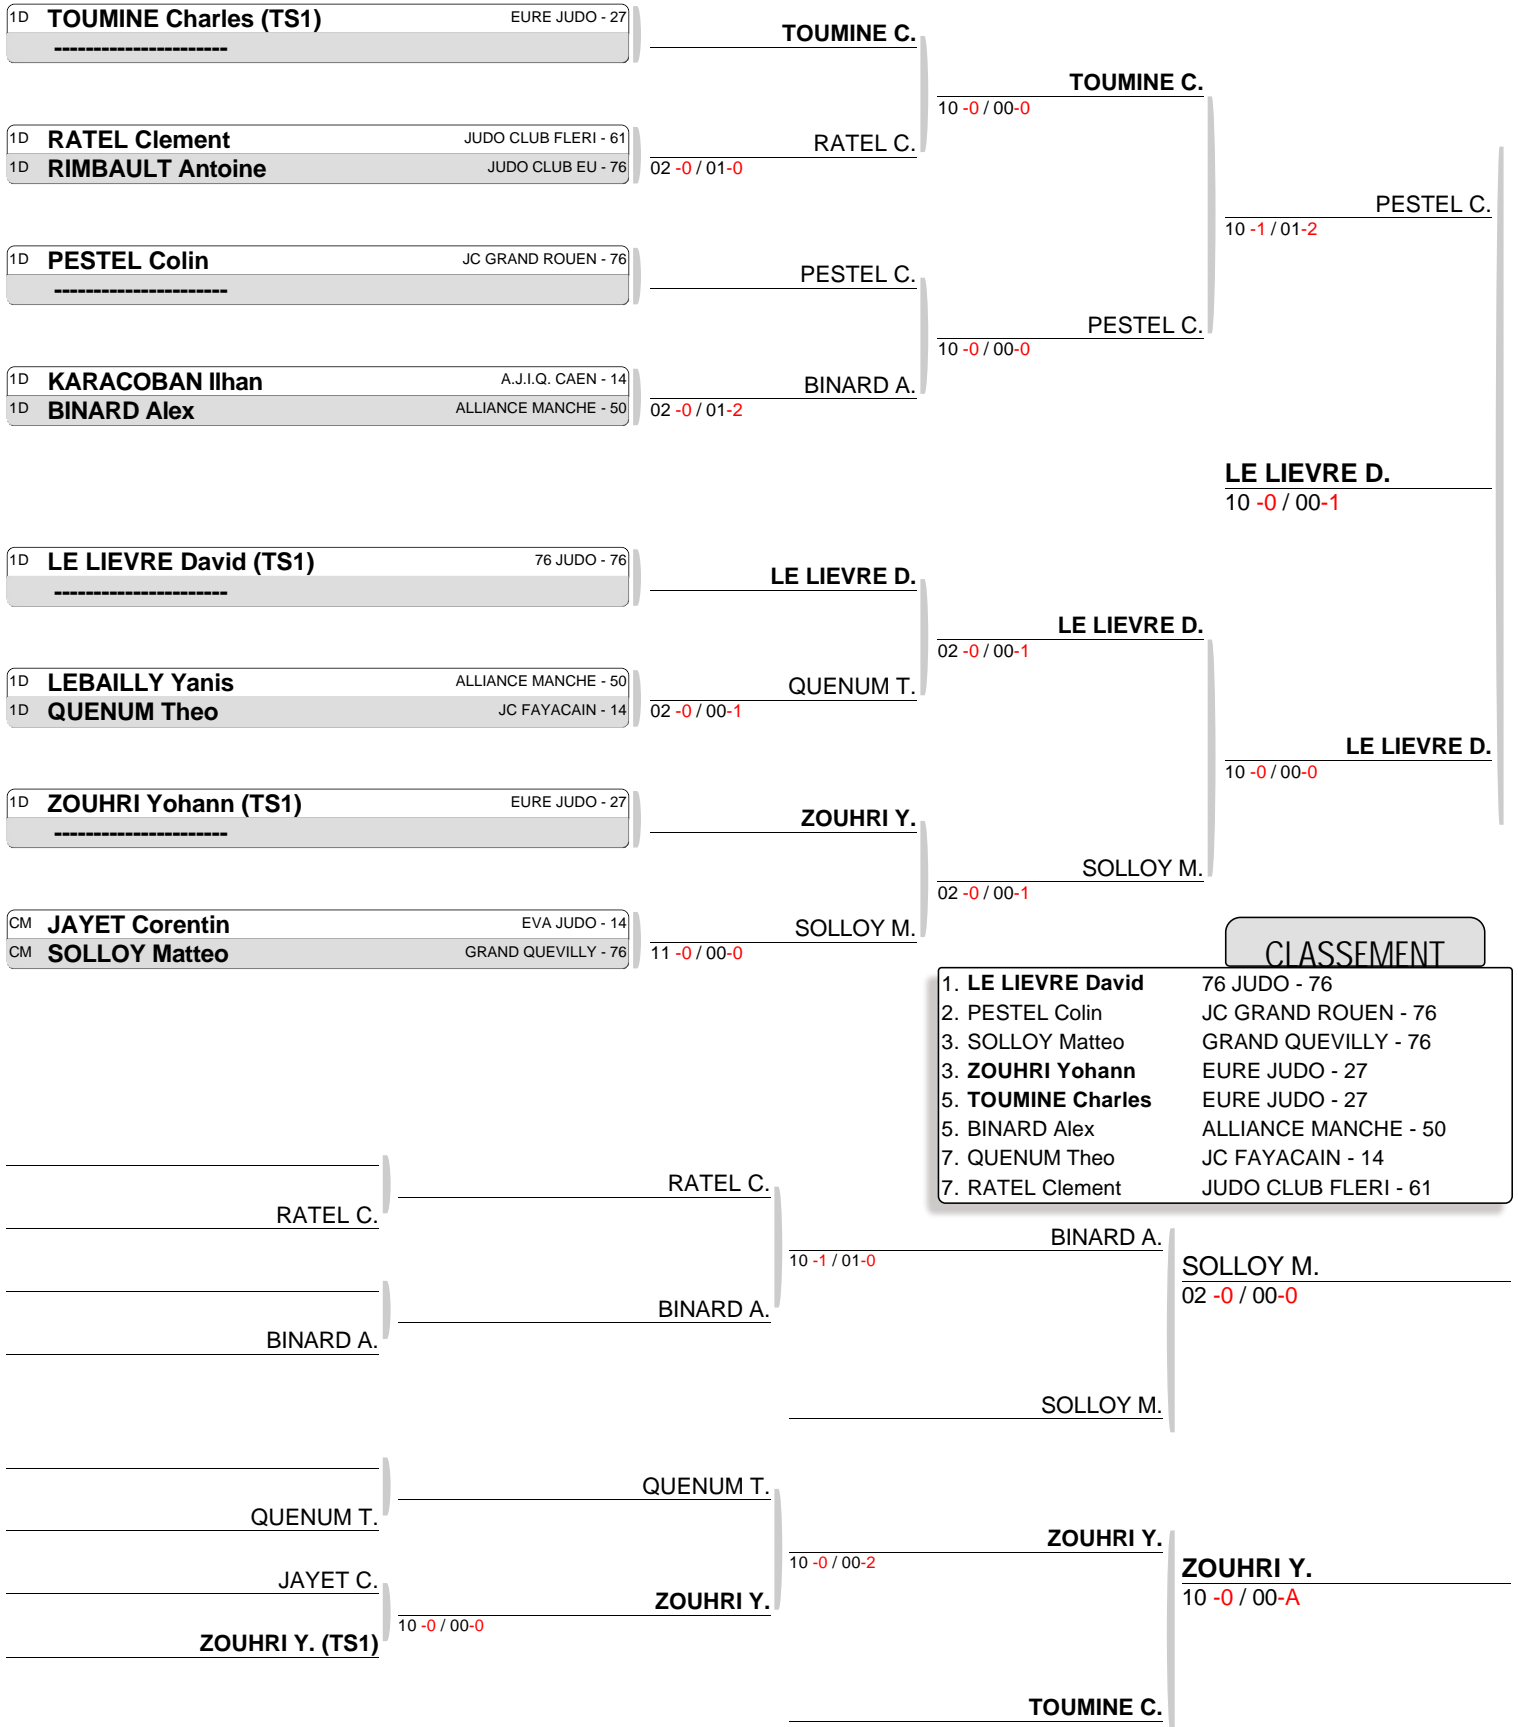 1D TOUMINE Charles (TS1) EURE JUDO - 27
----------------------
TOUMINE C.
TOUMINE C.
10 -0 / 00-0
1D RATEL Clement JUDO CLUB FLERI - 61
1D RIMBAULT Antoine JUDO CLUB EU - 76
RATEL C.
02 -0 / 01-0
PESTEL C.
10 -1 / 01-2
1D PESTEL Colin JC GRAND ROUEN - 76
----------------------
PESTEL C.
PESTEL C.
10 -0 / 00-0
1D KARACOBAN Ilhan A.J.I.Q. CAEN - 14
1D BINARD Alex ALLIANCE MANCHE - 50
BINARD A.
02 -0 / 01-2
LE LIEVRE D.
10 -0 / 00-1
1D LE LIEVRE David (TS1) 76 JUDO - 76
----------------------
LE LIEVRE D.
LE LIEVRE D.
02 -0 / 00-1
1D LEBAILLY Yanis ALLIANCE MANCHE - 50
1D QUENUM Theo JC FAYACAIN - 14
QUENUM T.
02 -0 / 00-1
LE LIEVRE D.
10 -0 / 00-0
1D ZOUHRI Yohann (TS1) EURE JUDO - 27
----------------------
ZOUHRI Y.
SOLLOY M.
02 -0 / 00-1
CM JAYET Corentin EVA JUDO - 14
CM SOLLOY Matteo GRAND QUEVILLY - 76
SOLLOY M.
11 -0 / 00-0
CLASSEMENT
1. LE LIEVRE David 76 JUDO - 76
2. PESTEL Colin JC GRAND ROUEN - 76
3. SOLLOY Matteo GRAND QUEVILLY - 76
3. ZOUHRI Yohann EURE JUDO - 27
5. TOUMINE Charles EURE JUDO - 27
5. BINARD Alex ALLIANCE MANCHE - 50
7. QUENUM Theo JC FAYACAIN - 14
7. RATEL Clement JUDO CLUB FLERI - 61
RATEL C.
RATEL C.
BINARD A.
10 -1 / 01-0
SOLLOY M.
02 -0 / 00-0
BINARD A.
BINARD A.
SOLLOY M.
QUENUM T.
QUENUM T.
ZOUHRI Y.
10 -0 / 00-2
ZOUHRI Y.
10 -0 / 00-A
JAYET C.
ZOUHRI Y.
10 -0 / 00-0
ZOUHRI Y. (TS1)
TOUMINE C.